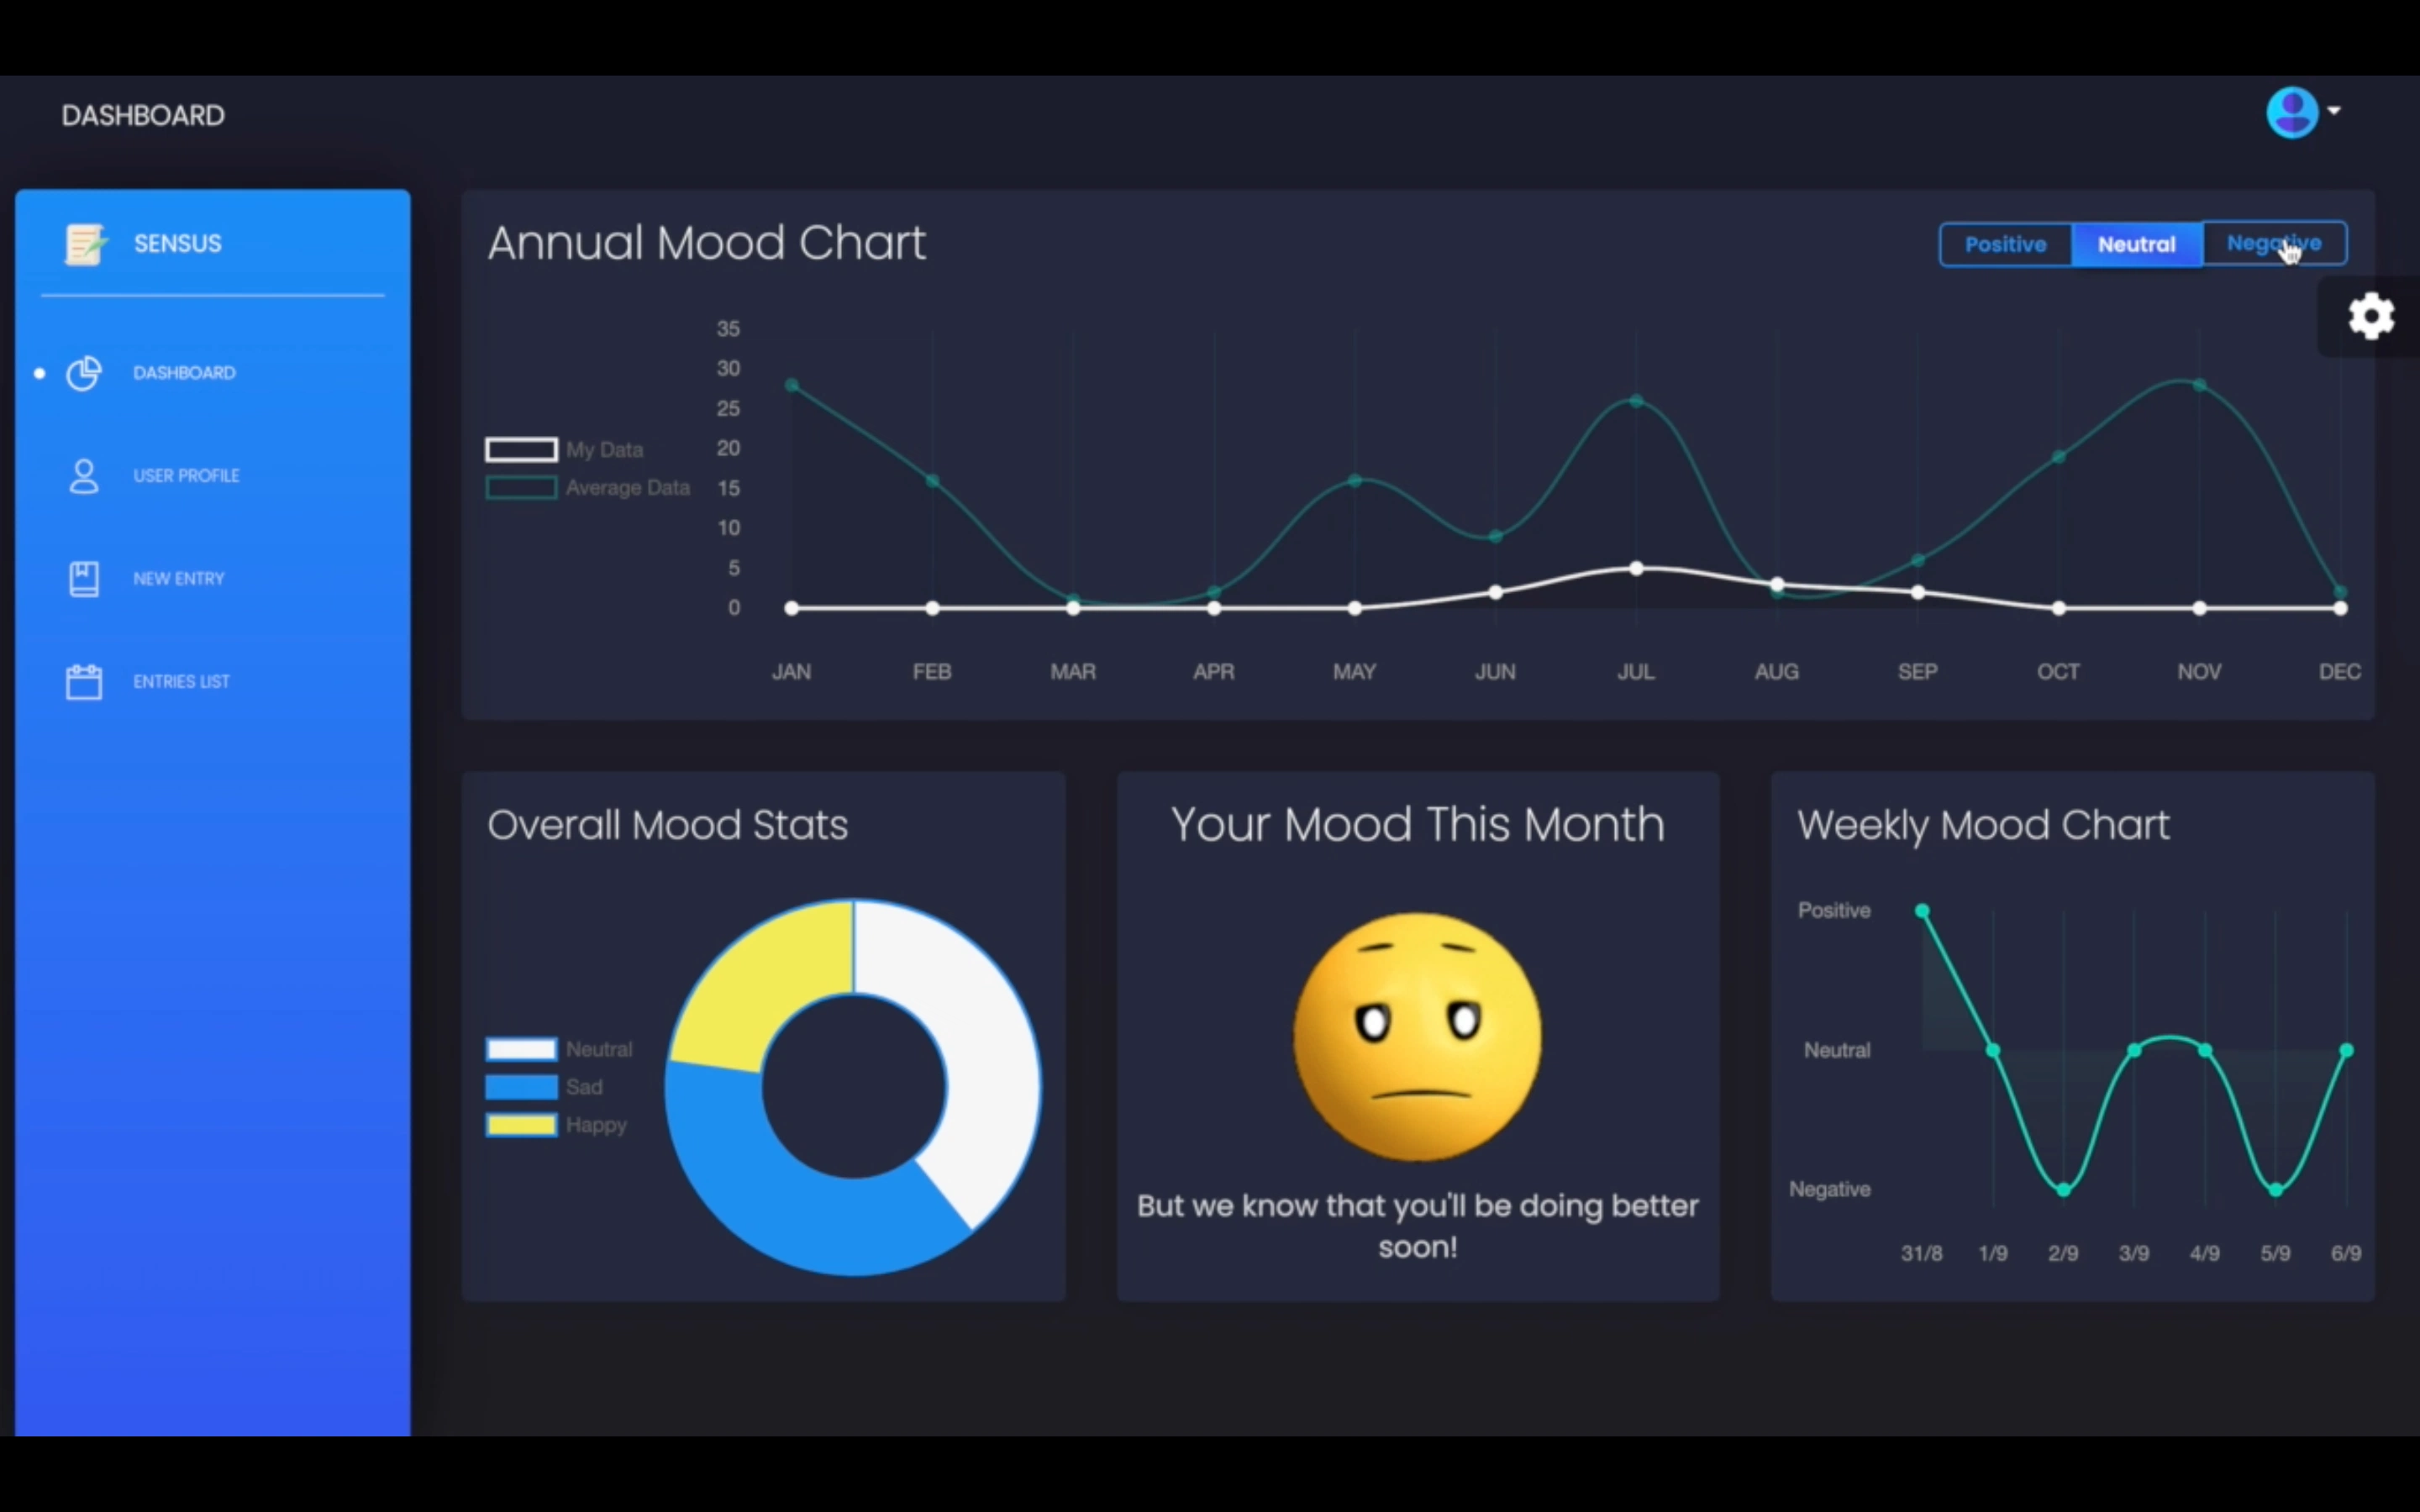 DASHBOARD
SENSUS
DASHBOARD
USER PROFILE
NEW ENTRY
ENTRIES LIST
Annual Mood Chart
Positive Neutral Negative
My Data
Average Data
35
30
25
20
15
10
5
0
JAN FEB MAR APR MAY JUN JUL AUG SEP OCT NOV DEC
Overall Mood Stats
Neutral
Sad
Happy
Your Mood This Month
But we know that you'll be doing better
soon!
Weekly Mood Chart
Positive
Neutral
Negative
31/8 1/9 2/9 3/9 4/9 5/9 6/9